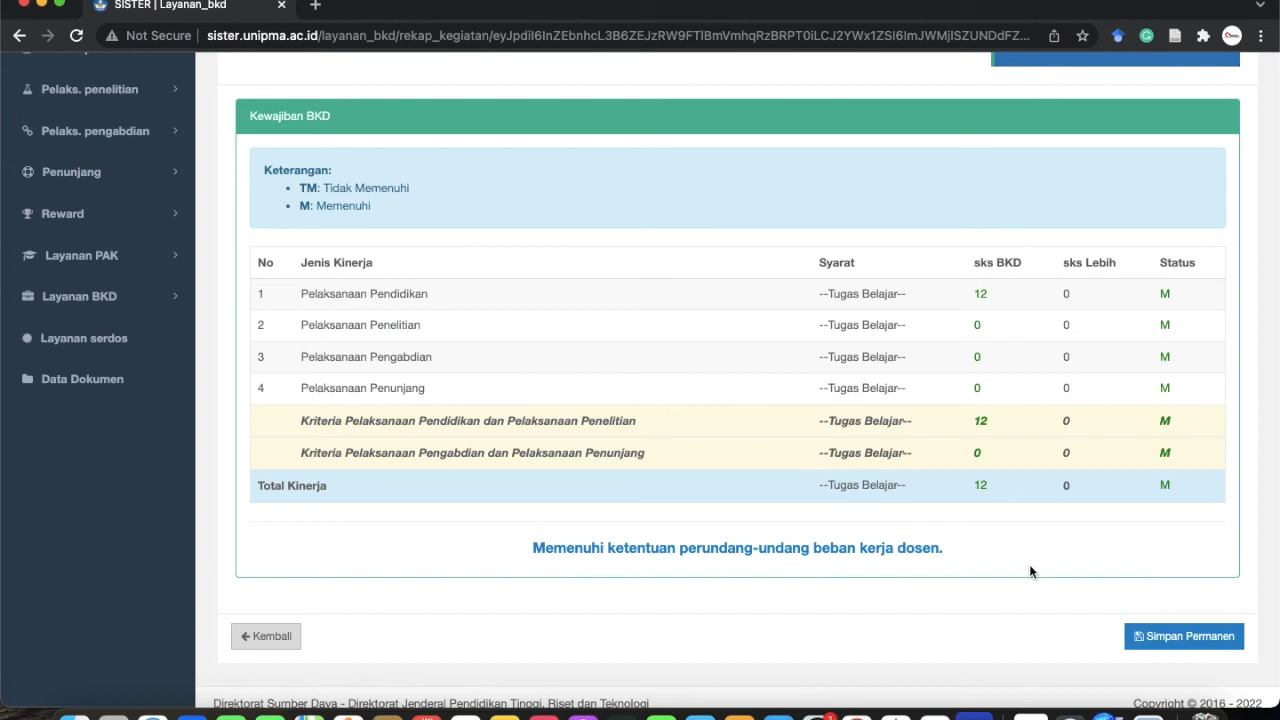 SISTER | Layanan_bkd
Not Secure | sister.unipma.ac.id/layanan_bkd/rekap_kegiatan/
Pelaks. penelitian
Pelaks. pengabdian
Penunjang
Reward
Layanan PAK
Layanan BKD
Layanan serdos
Data Dokumen
Kewajiban BKD
Keterangan:
• TM: Tidak Memenuhi
• M: Memenuhi
No Jenis Kinerja Syarat sks BKD sks Lebih Status
1 Pelaksanaan Pendidikan --Tugas Belajar-- 12 0 M
2 Pelaksanaan Penelitian --Tugas Belajar-- 0 0 M
3 Pelaksanaan Pengabdian --Tugas Belajar-- 0 0 M
4 Pelaksanaan Penunjang --Tugas Belajar-- 0 0 M
Kriteria Pelaksanaan Pendidikan dan Pelaksanaan Penelitian --Tugas Belajar-- 12 0 M
Kriteria Pelaksanaan Pengabdian dan Pelaksanaan Penunjang --Tugas Belajar-- 0 0 M
Total Kinerja --Tugas Belajar-- 12 0 M
Memenuhi ketentuan perundang-undang beban kerja dosen.
Kembali
Simpan Permanen
Direktorat Sumber Daya - Direktorat Jenderal Pendidikan Tinggi, Riset dan Teknologi
Copyright © 2016 - 2022